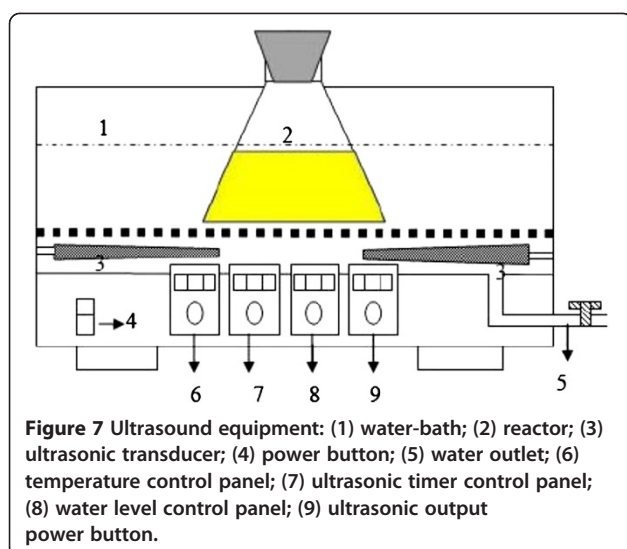 1
2
3
3
4
5
6
7
8
9
Figure 7 Ultrasound equipment: (1) water-bath; (2) reactor; (3)
ultrasonic transducer; (4) power button; (5) water outlet; (6)
temperature control panel; (7) ultrasonic timer control panel;
(8) water level control panel; (9) ultrasonic output
power button.